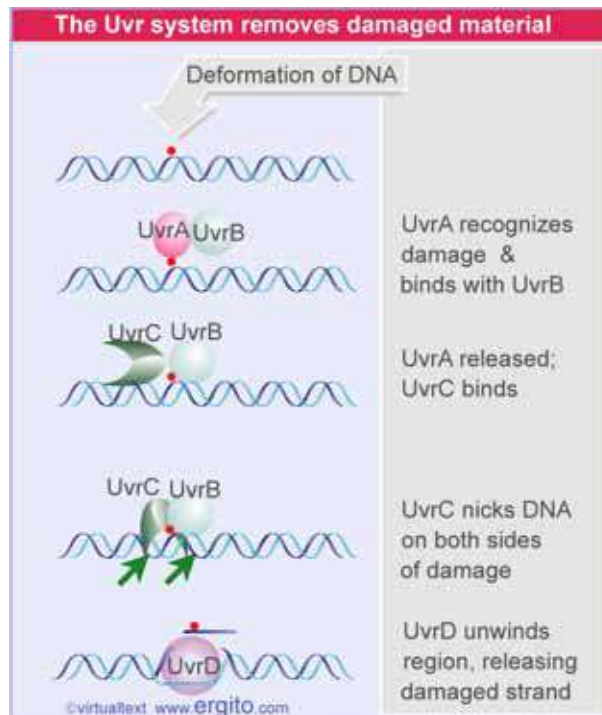 The Uvr system removes damaged material
Deformation of DNA
UvrA UvrB
UvrA recognizes
damage &
binds with UvrB
UvrC UvrB
UvrA released;
UvrC binds
UvrC UvrB
UvrC nicks DNA
on both sides
of damage
UvrD
UvrD unwinds
region, releasing
damaged strand
©virtualtext www.ergito.com